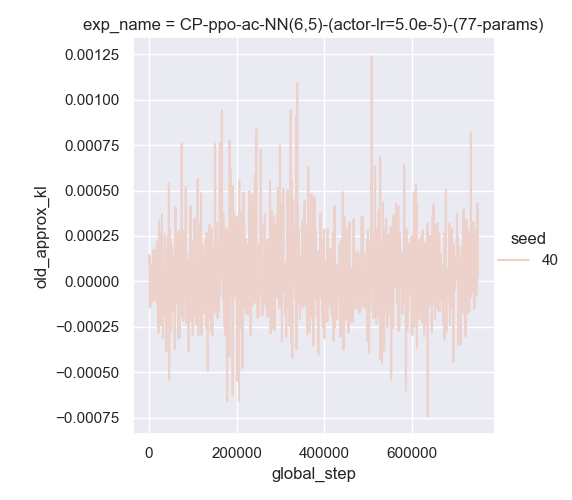 exp_name = CP-ppo-ac-NN(6,5)-(actor-lr=5.0e-5)-(77-params)
0.00125
0.00100
0.00075
0.00050
0.00025
0.00000
−0.00025
−0.00050
−0.00075
old_approx_kl
0 200000 400000 600000
global_step
seed
40